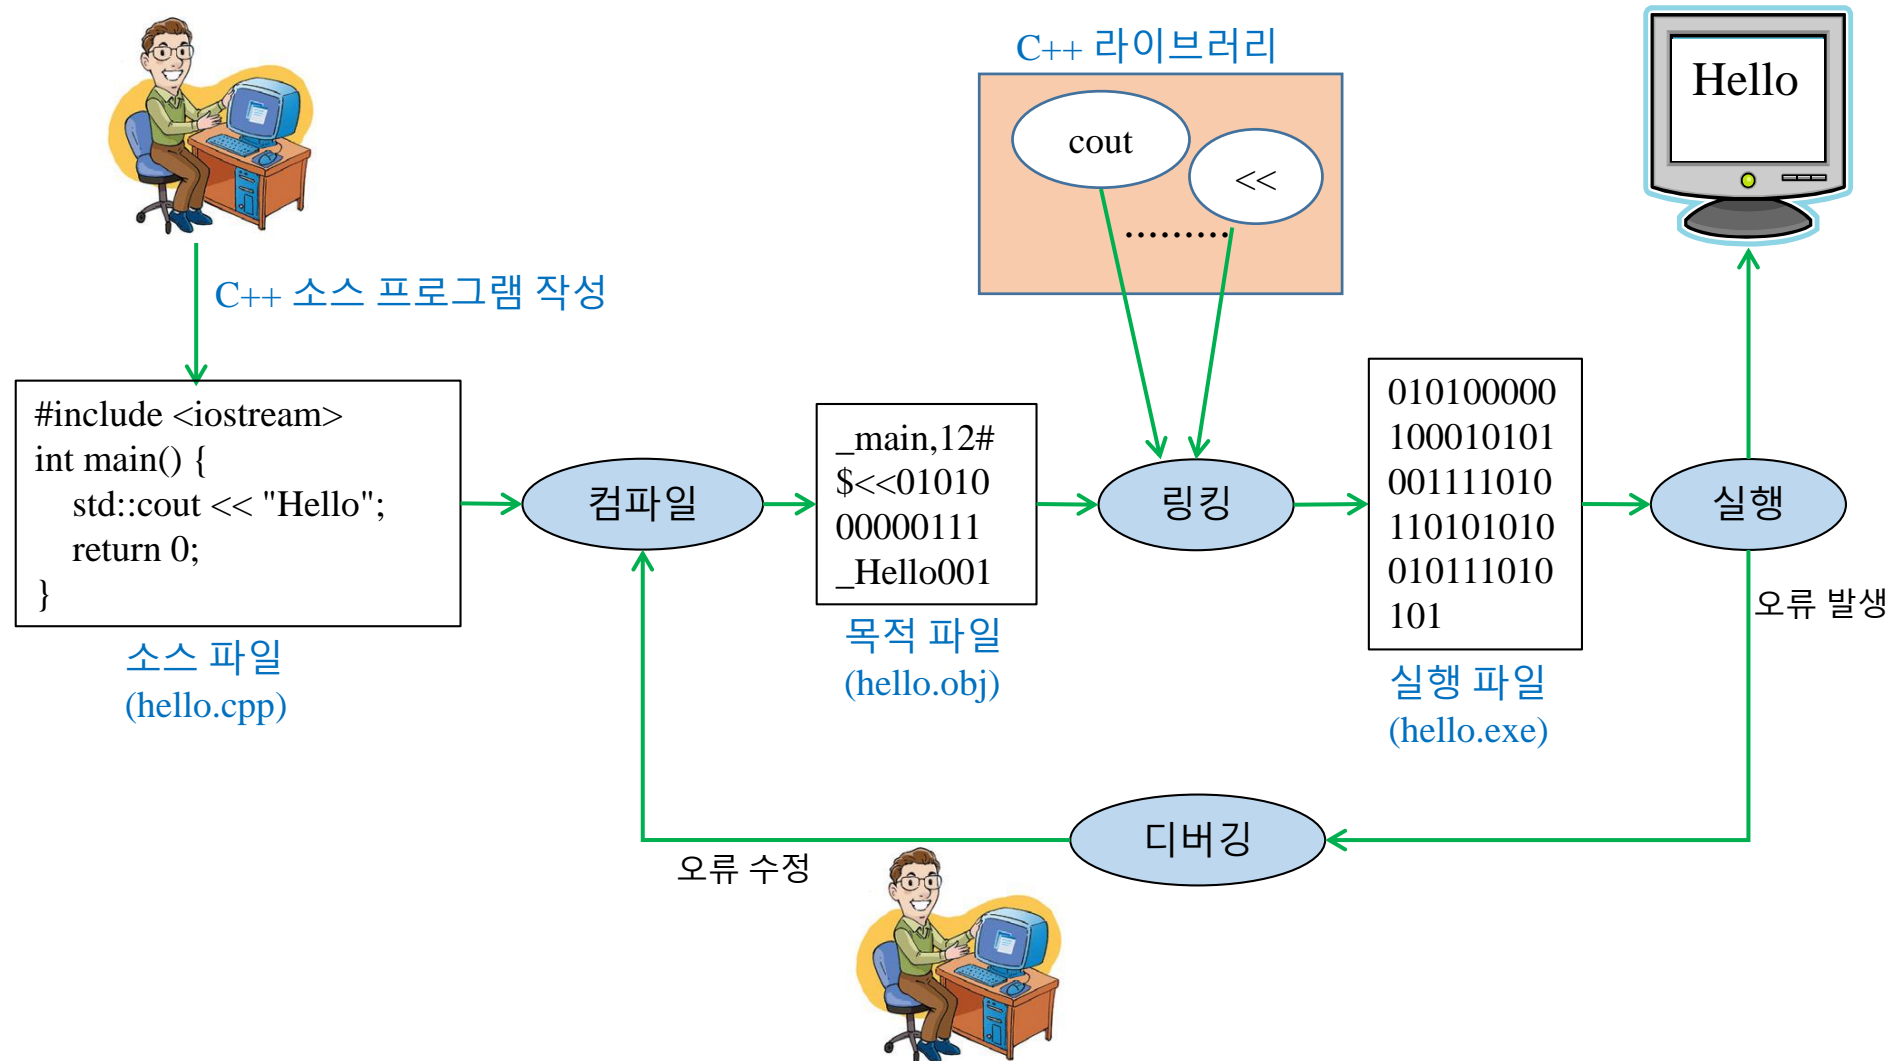 C++ 라이브러리
cout
<<
.........
Hello
C++ 소스 프로그램 작성
#include <iostream>
int main() {
std::cout << "Hello";
return 0;
}
소스 파일
(hello.cpp)
컴파일
_main,12#
$<<01010
00000111
_Hello001
목적 파일
(hello.obj)
링킹
010100000
100010101
001111010
110101010
010111010
101
실행 파일
(hello.exe)
실행
오류 발생
디버깅
오류 수정